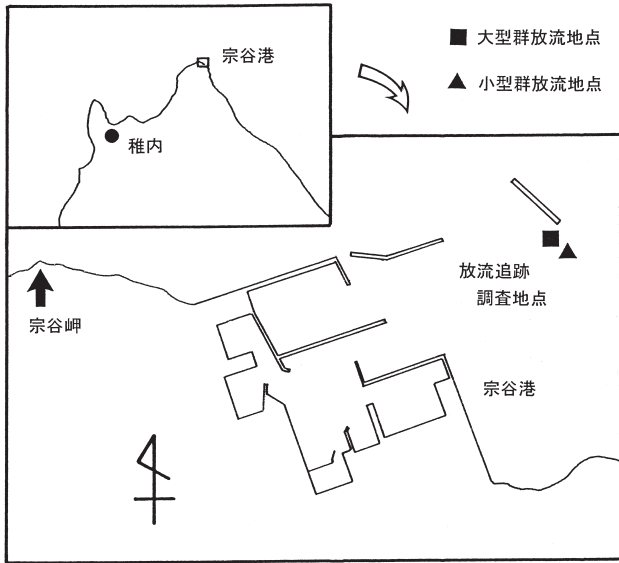 宗谷港
稚内
■ 大型群放流地点
▲ 小型群放流地点
放流追跡
調査地点
宗谷岬
宗谷港